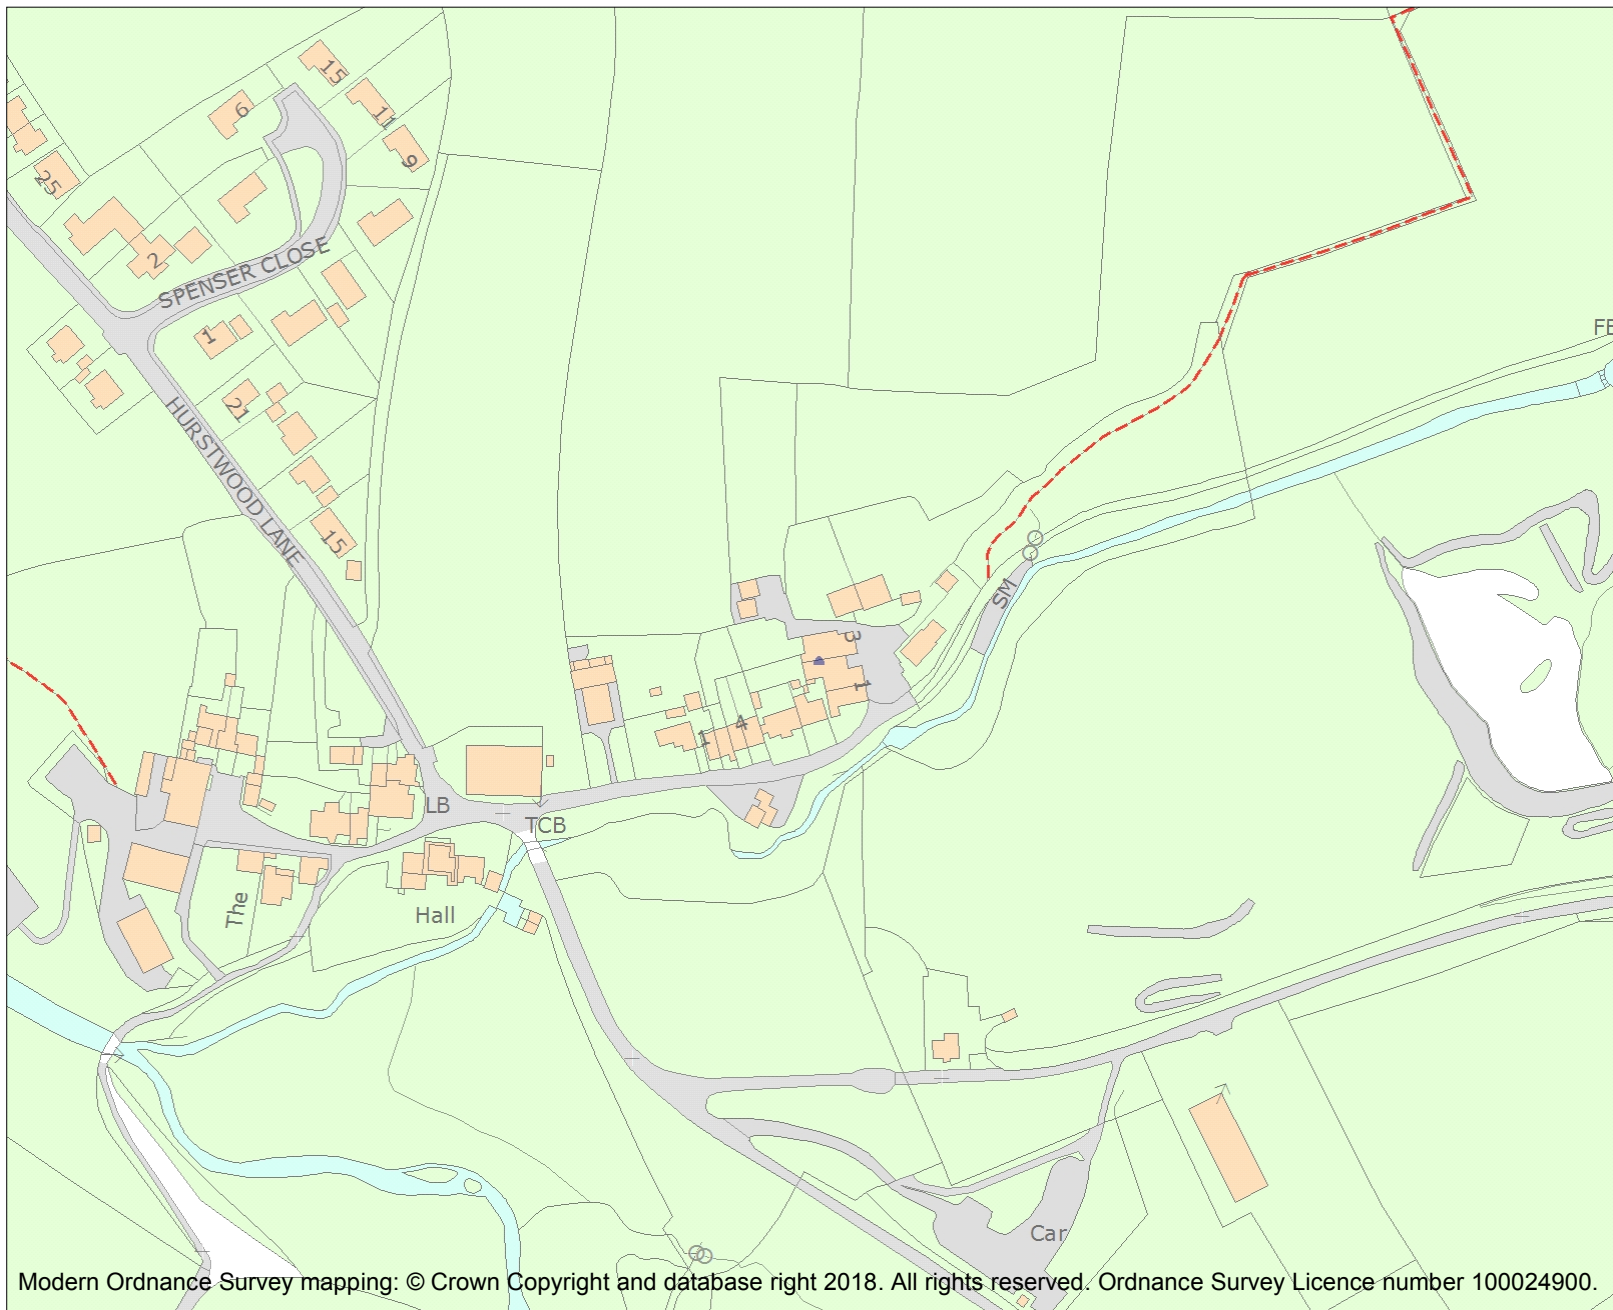 15
6
11
9
25
2
SPENSER CLOSE
1
21
HURSTWOOD LANE
15
FB
SM
3
1
4
1
LB
TCB
The
Hall
Car
Modern Ordnance Survey mapping: © Crown Copyright and database right 2018. All rights reserved. Ordnance Survey Licence number 100024900.